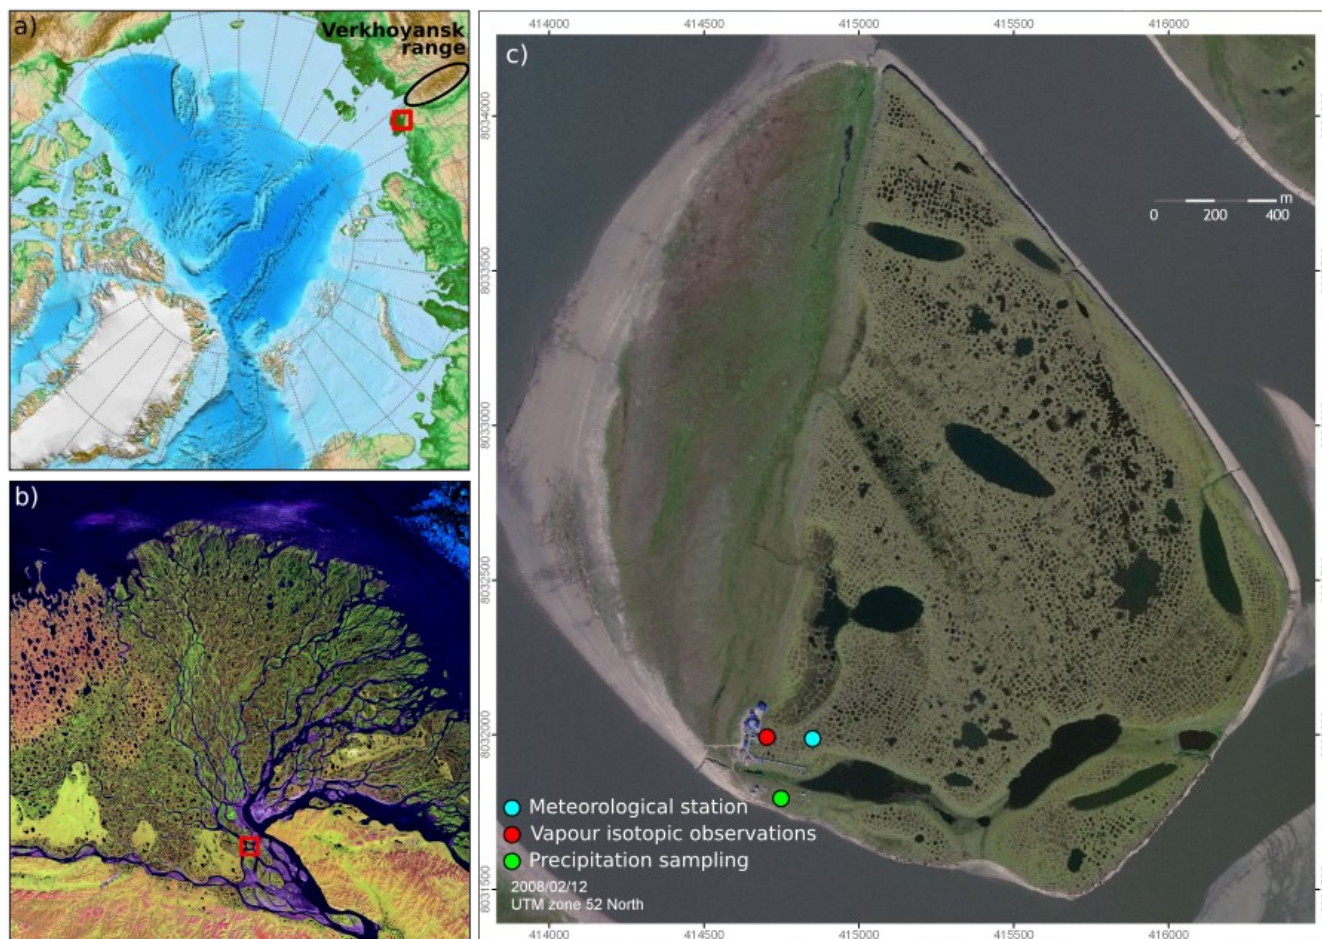 a)
Verkhoyansk
range
b)
c)
414000
414500
415000
415500
416000
8034000
8033500
8033000
8032500
8032000
8031500
m
0
200
400
Meteorological station
Vapour isotopic observations
Precipitation sampling
2008/02/12
UTM zone 52 North
414000
414500
415000
415500
416000